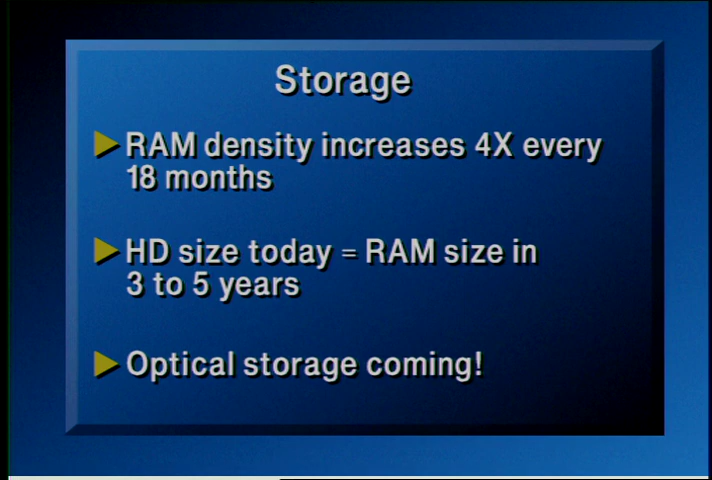 Storage
RAM density increases 4X every
18 months
HD size today = RAM size in
3 to 5 years
Optical storage coming!